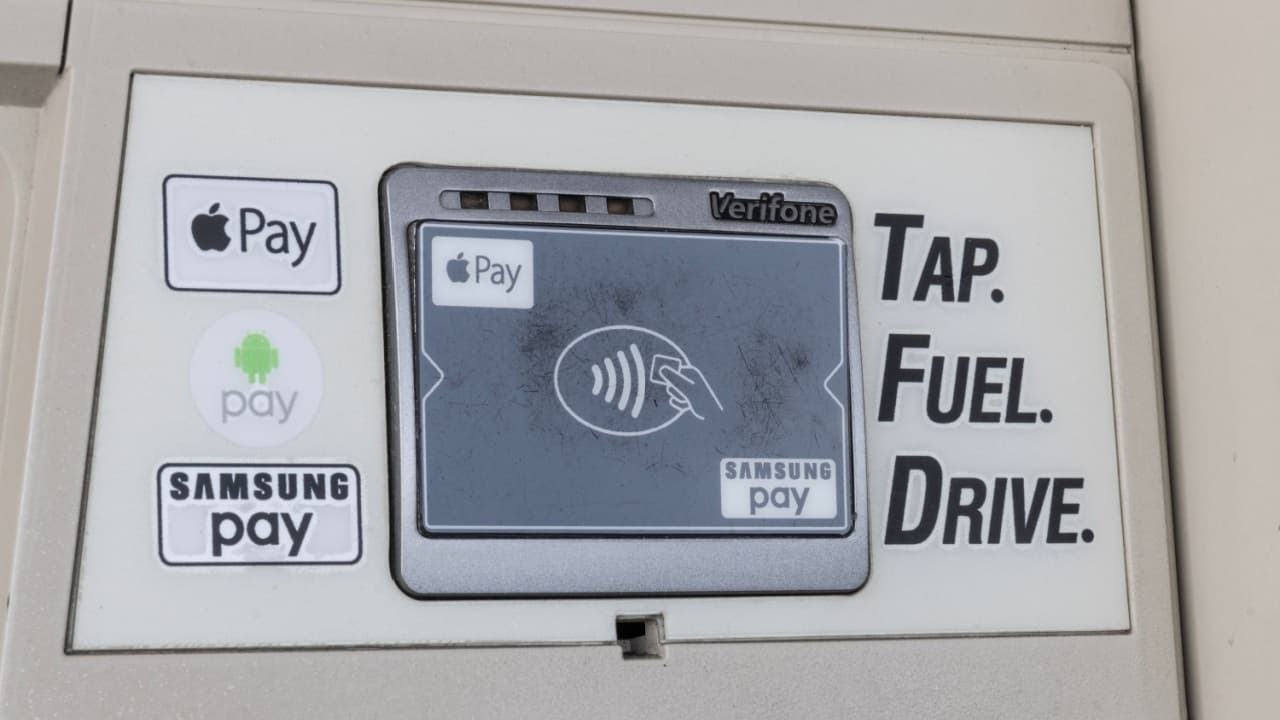 Pay
pay
SAMSUNG
pay
Verifone
Pay
SAMSUNG
pay
TAP.
FUEL.
DRIVE.